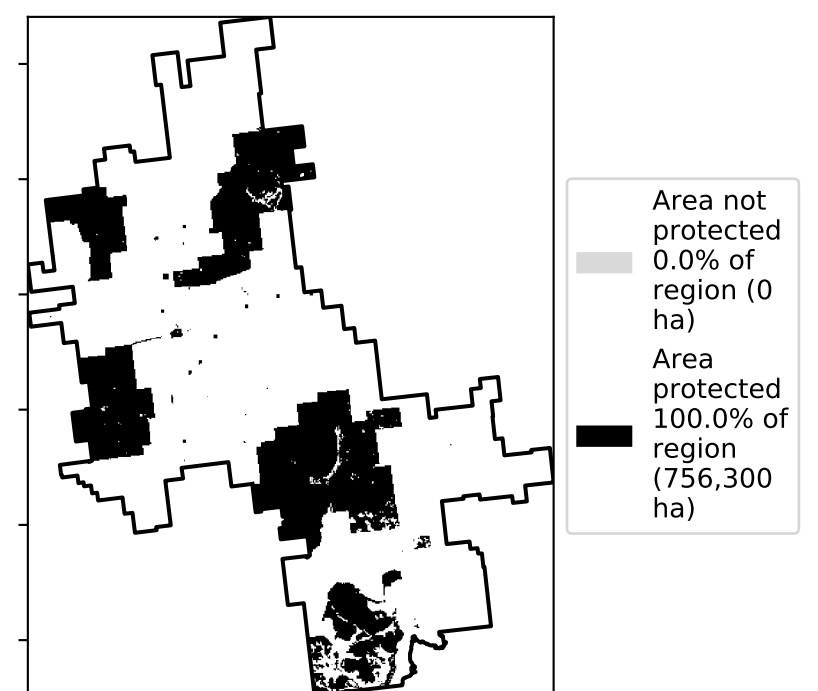 Area not
protected
0.0% of
region (0
ha)
Area
protected
100.0% of
region
(756,300
ha)